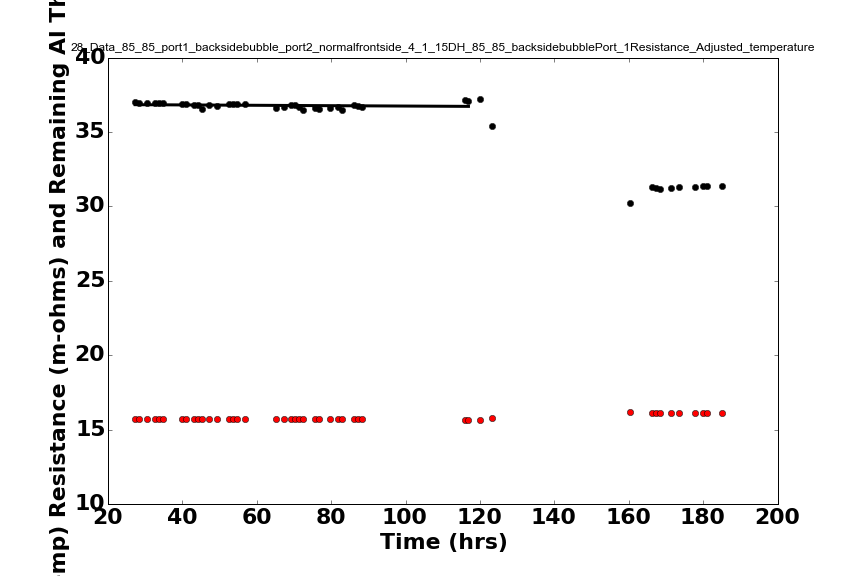 28_Data_85_85_port1_backsidebubble_port2_normalfrontside_4_1_15DH_85_85_backsidebubblePort_1Resistance_Adjusted_temperature
mp) Resistance (m-ohms) and Remaining Al Th
40
35
30
25
20
15
10
20 40 60 80 100 120 140 160 180 200
Time (hrs)